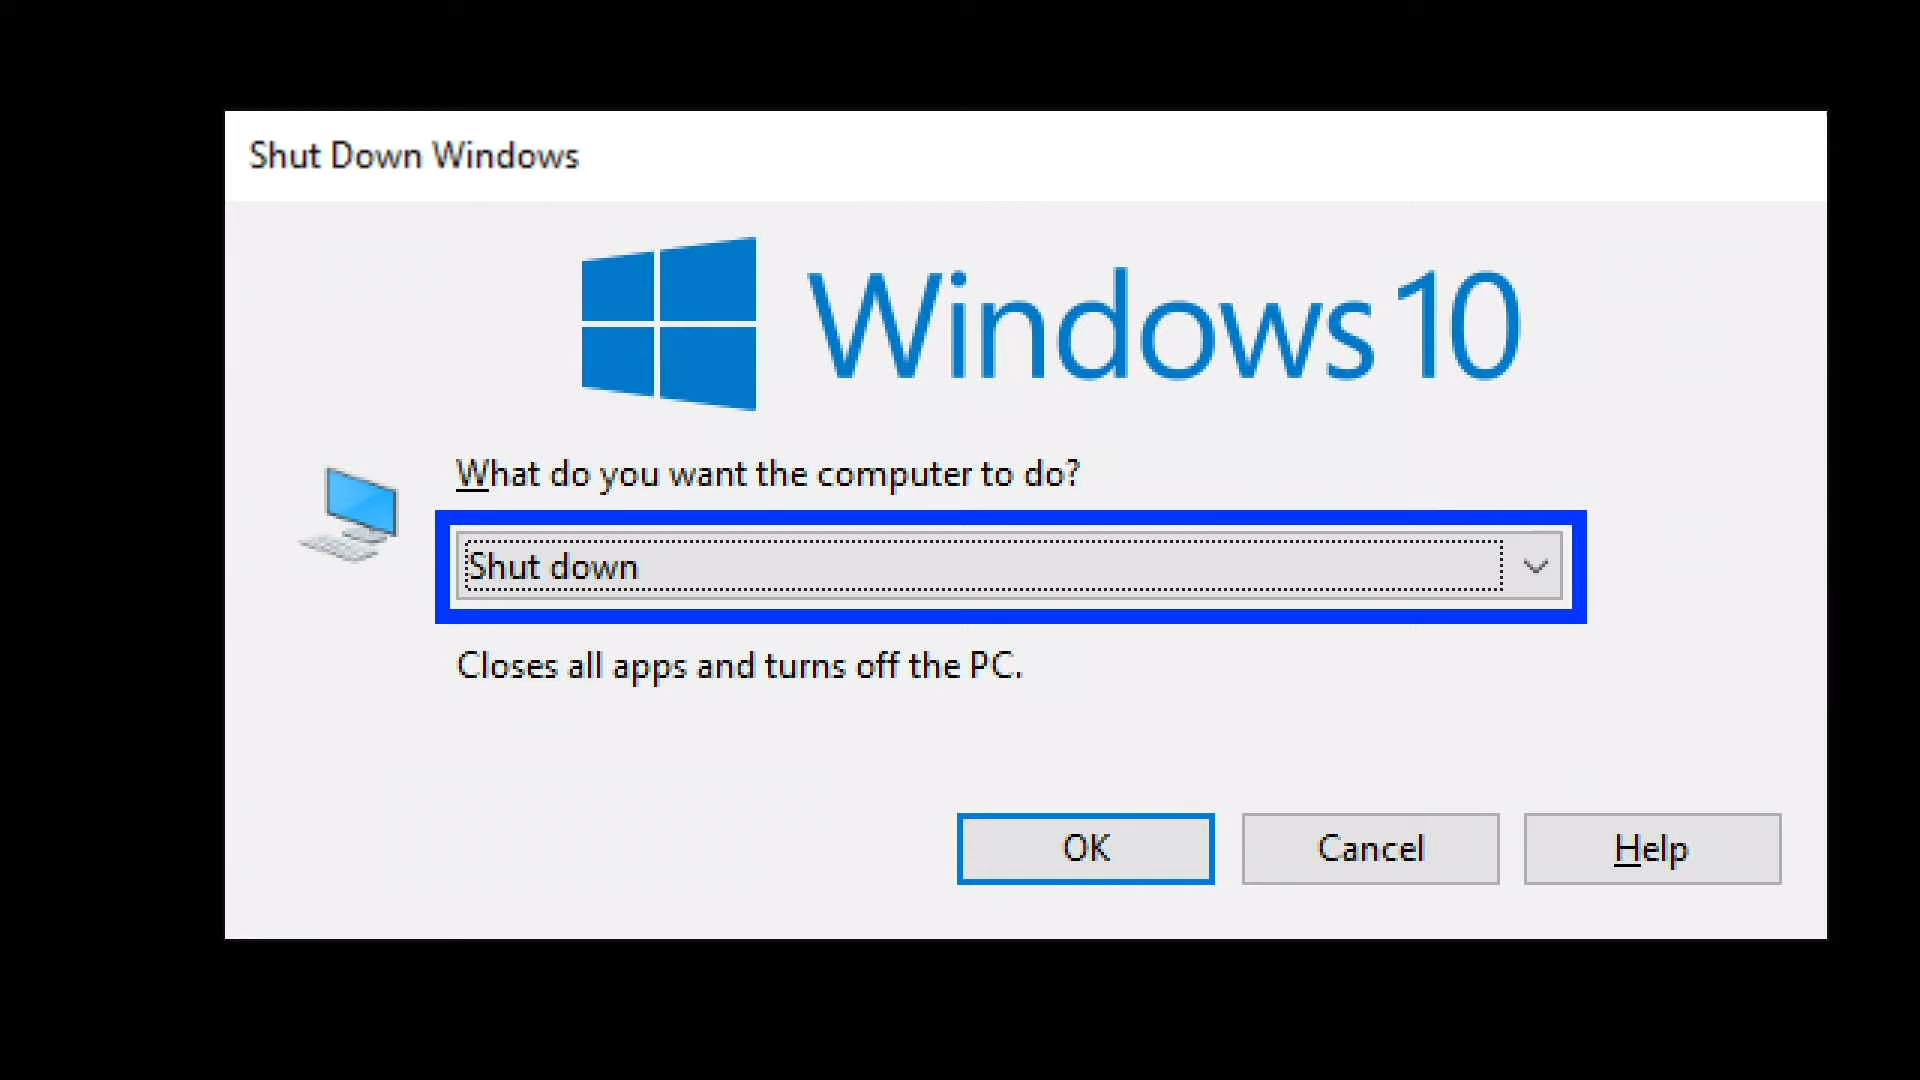 Shut Down Windows
Windows 10
What do you want the computer to do?
Shut down
Closes all apps and turns off the PC.
OK Cancel Help